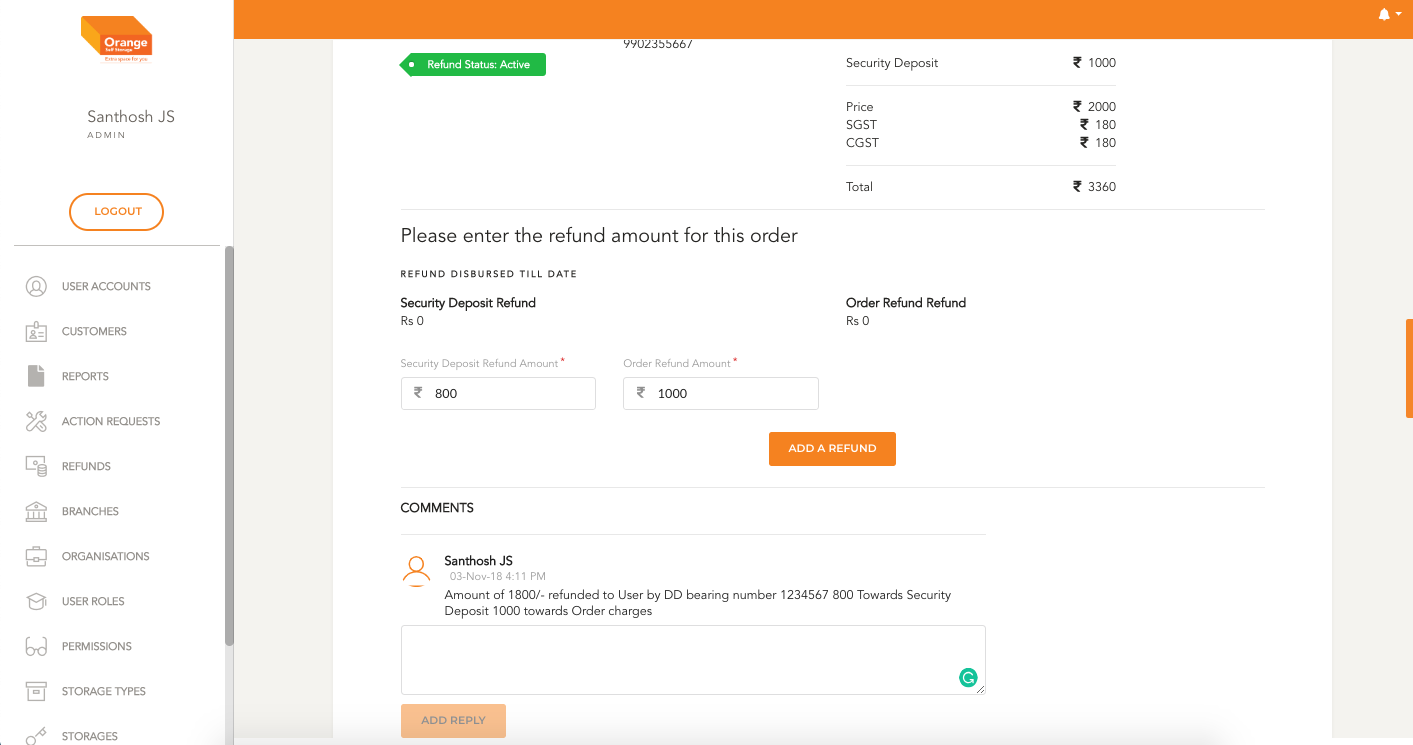 Orange
Self Storage
Extra space for you
Santhosh JS
ADMIN
LOGOUT
USER ACCOUNTS
CUSTOMERS
REPORTS
ACTION REQUESTS
REFUNDS
BRANCHES
ORGANISATIONS
USER ROLES
PERMISSIONS
STORAGE TYPES
STORAGES
9902355667
Refund Status: Active
Security Deposit ₹ 1000
Price ₹ 2000
SGST ₹ 180
CGST ₹ 180
Total ₹ 3360
Please enter the refund amount for this order
REFUND DISBURSED TILL DATE
Security Deposit Refund Order Refund Refund
Rs 0 Rs 0
Security Deposit Refund Amount* Order Refund Amount*
₹ 800 ₹ 1000
ADD A REFUND
COMMENTS
Santhosh JS
03-Nov-18 4:11 PM
Amount of 1800/- refunded to User by DD bearing number 1234567 800 Towards Security
Deposit 1000 towards Order charges
ADD REPLY